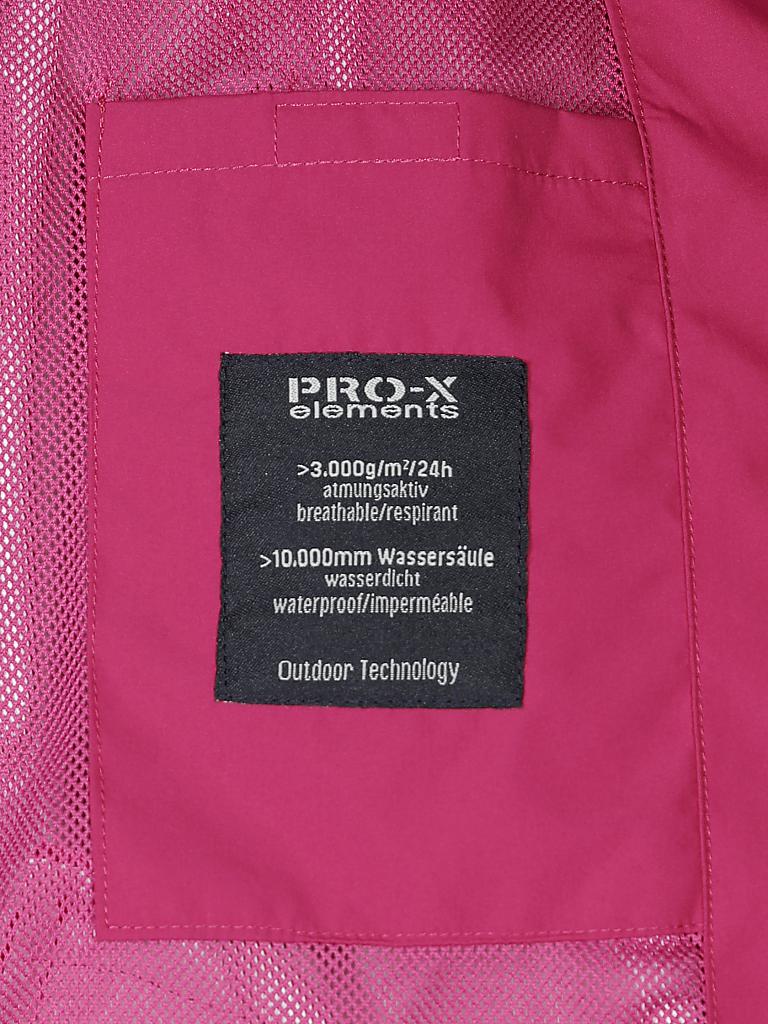 PRO-X
elements
>3.000g/m²/24h
atmungsaktiv
breathable/respirant
>10.000mm Wassersäule
wasserdicht
waterproof/imperméable
Outdoor Technology